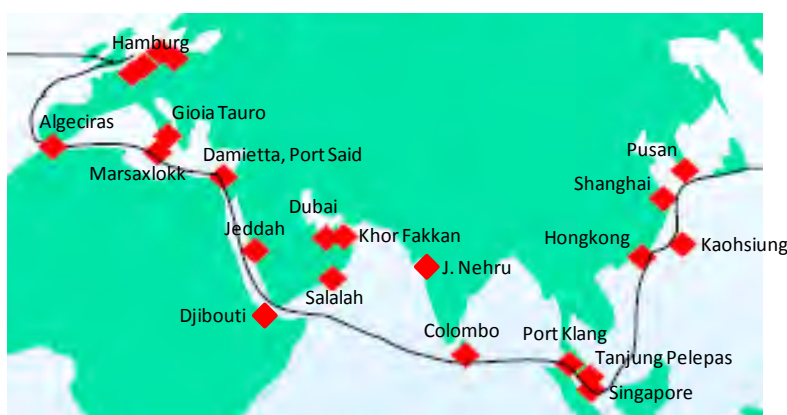 Hamburg
Gioia Tauro
Algeciras
Marsaxlokk
Damietta, Port Said
Pusan
Shanghai
Dubai
Jeddah
Khor Fakkan
Hongkong
Kaohsiung
J. Nehru
Salalah
Djibouti
Colombo
Port Klang
Tanjung Pelepas
Singapore